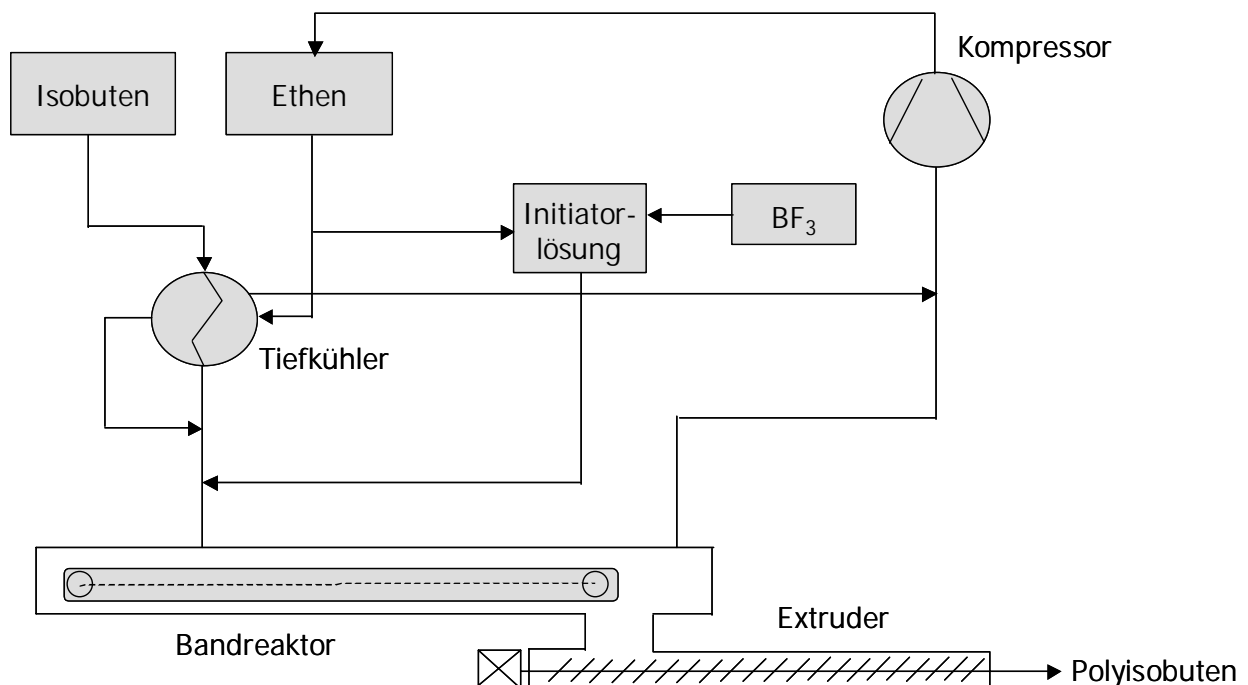 Kompressor
Isobuten
Ethen
Initiator-
lösung
BF₃
Tiefkühler
Bandreaktor
Extruder
Polyisobuten